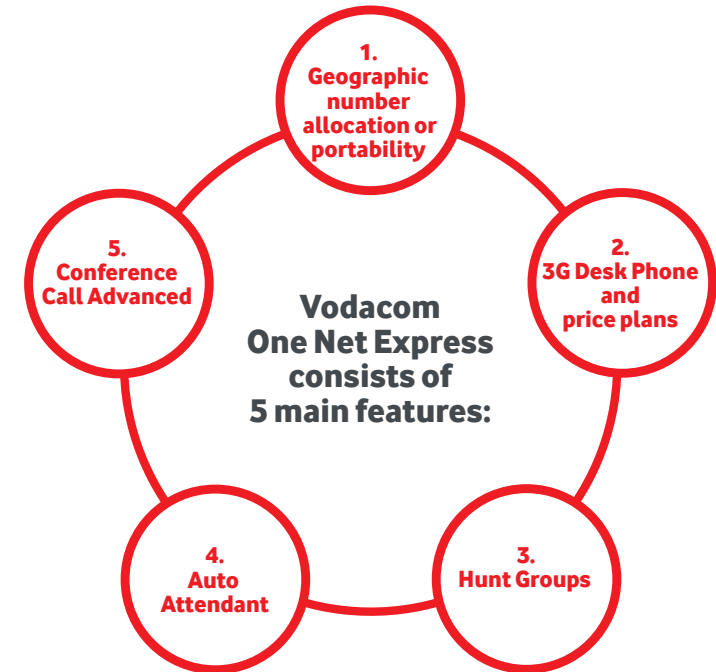 1.
Geographic
number
allocation or
portability
2.
3G Desk Phone
and
price plans
3.
Hunt Groups
4.
Auto
Attendant
5.
Conference
Call Advanced
Vodacom
One Net Express
consists of
5 main features: